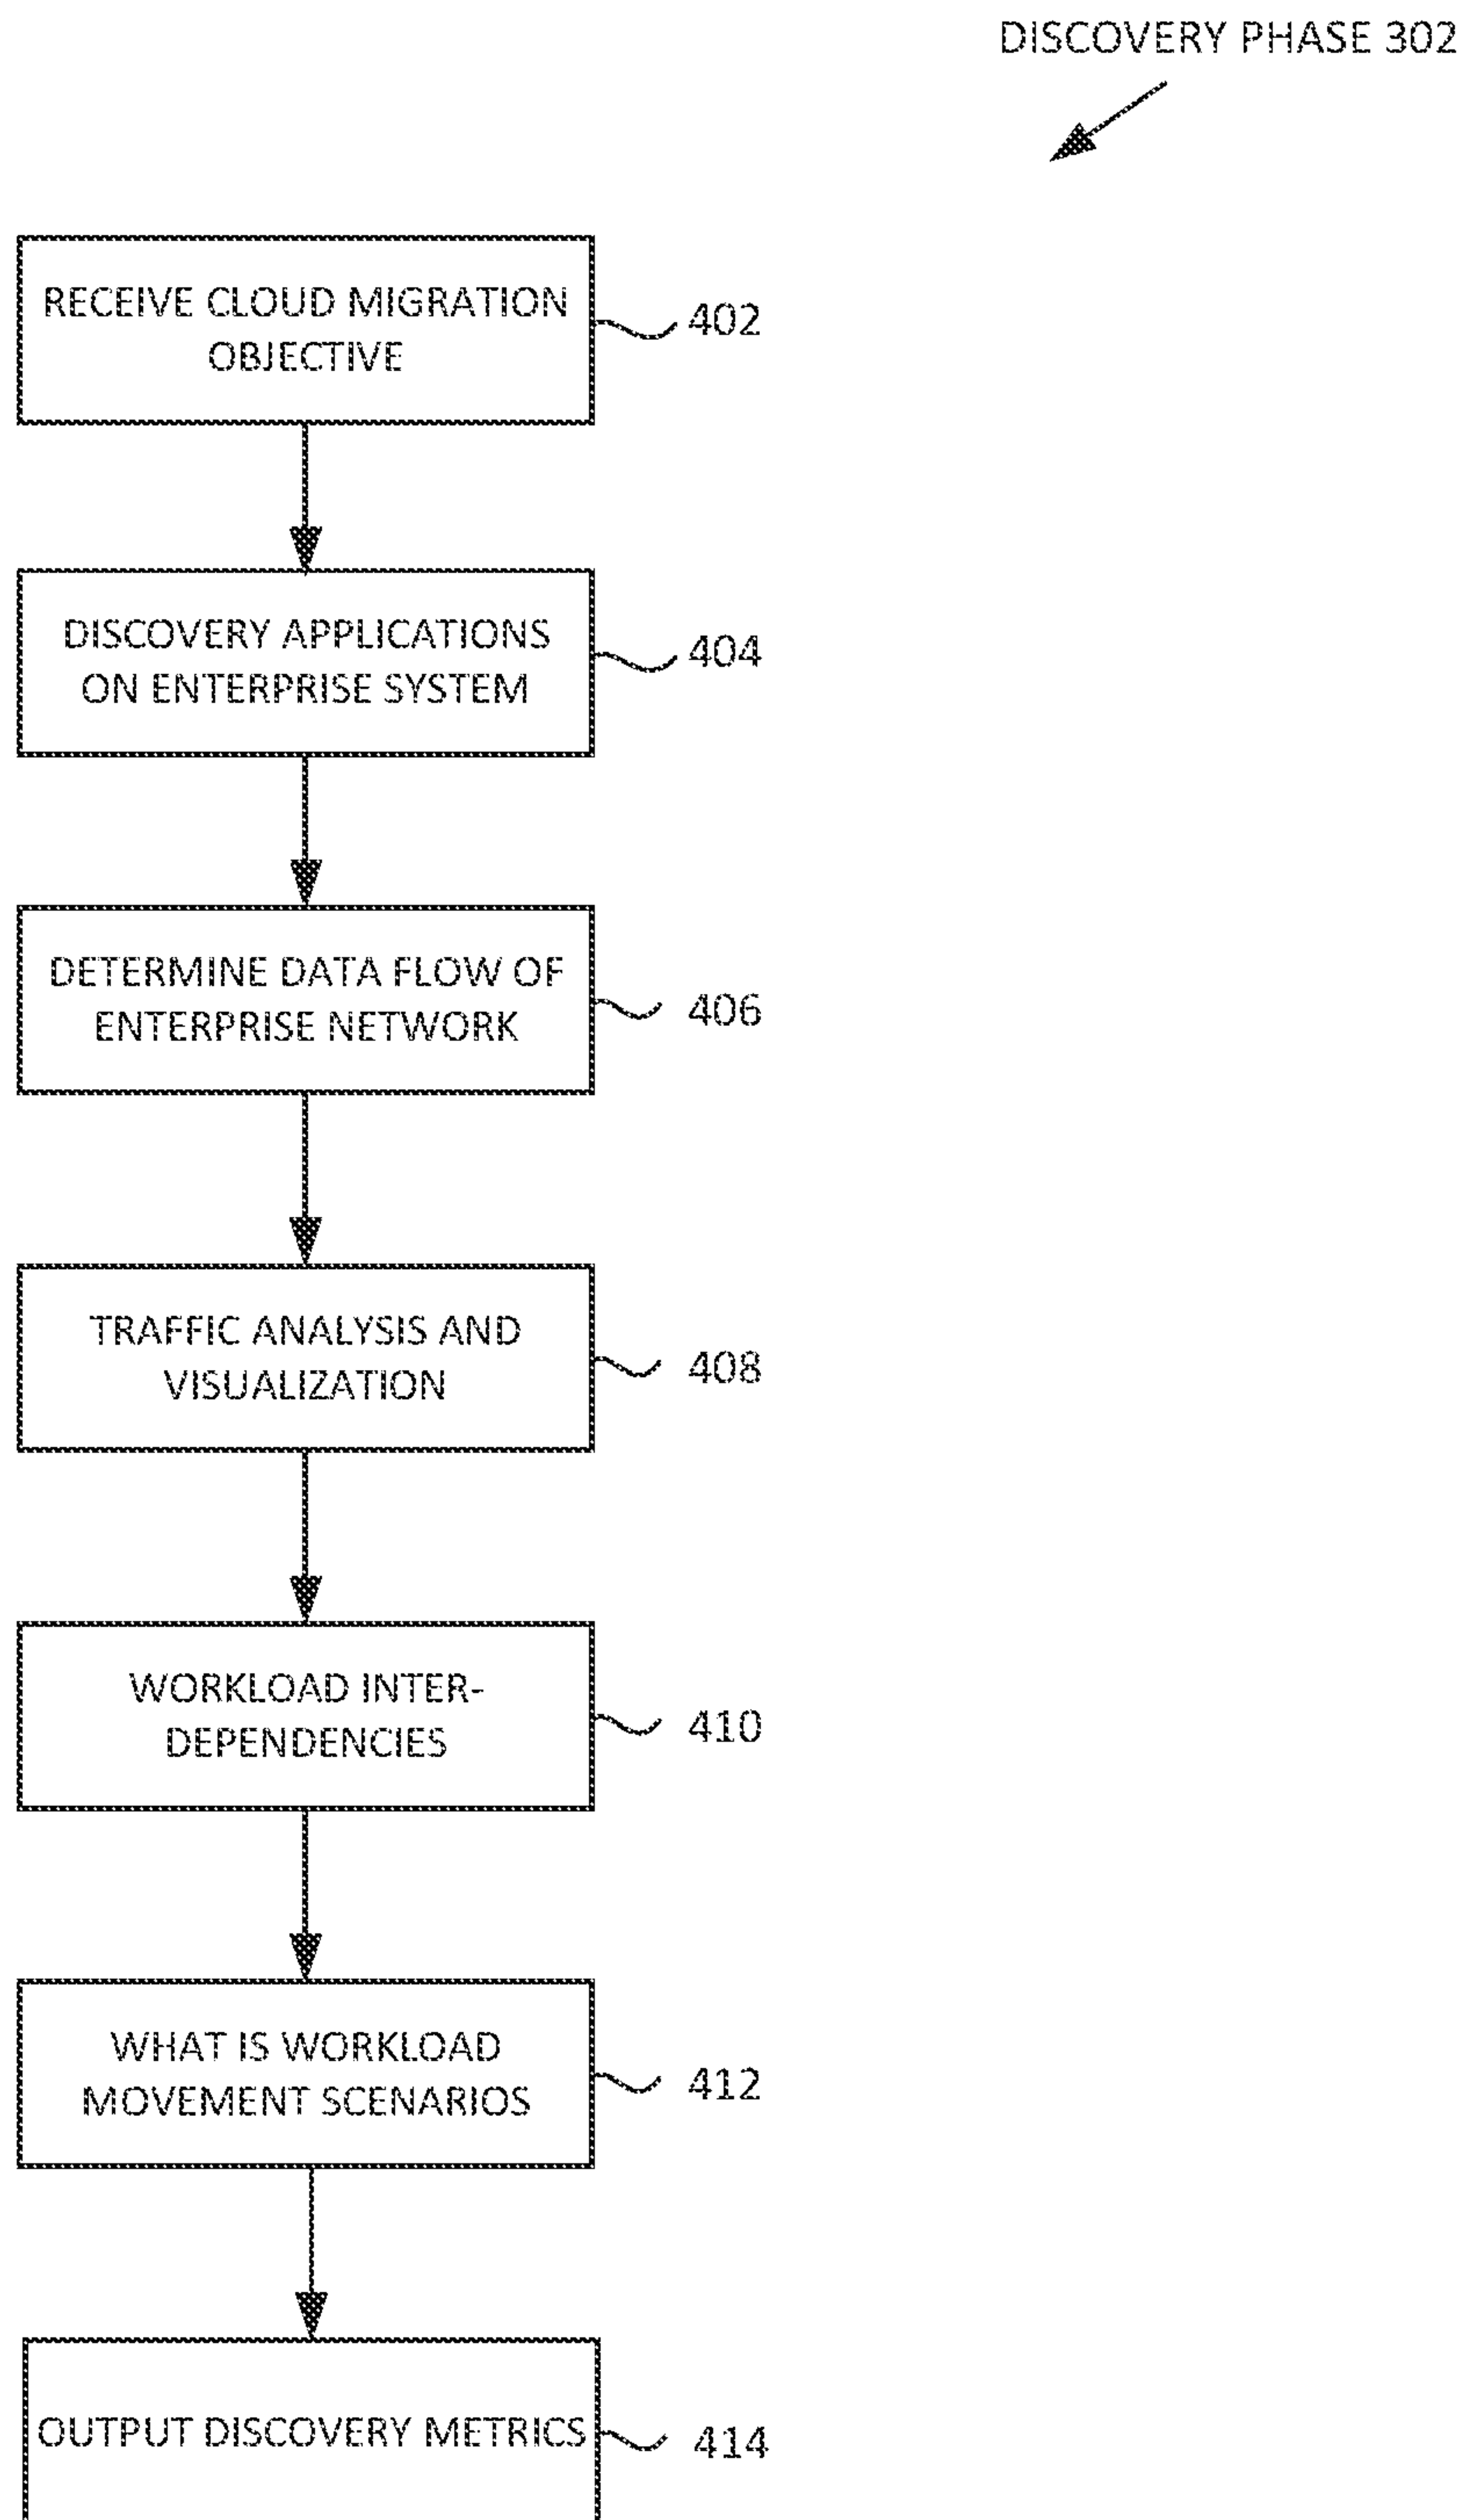 DISCOVERY PHASE 302
RECEIVE CLOUD MIGRATION
OBJECTIVE
402
DISCOVERY APPLICATIONS
ON ENTERPRISE SYSTEM
404
DETERMINE DATA FLOW OF
ENTERPRISE NETWORK
406
TRAFFIC ANALYSIS AND
VISUALIZATION
408
WORKLOAD INTER-
DEPENDENCIES
410
WHAT IS WORKLOAD
MOVEMENT SCENARIOS
412
OUTPUT DISCOVERY METRICS
414